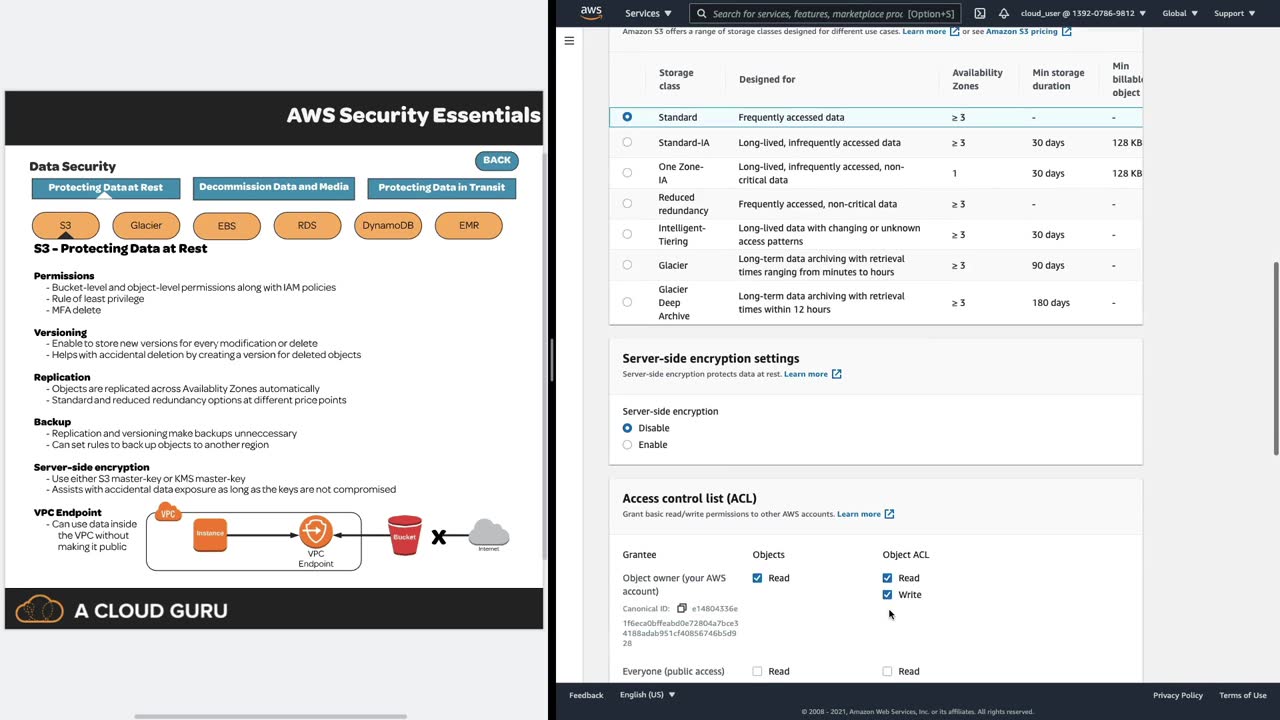 AWS Security Essentials
Data Security
BACK
Protecting Data at Rest
Decommission Data and Media
Protecting Data in Transit
S3
Glacier
EBS
RDS
DynamoDB
EMR
S3 - Protecting Data at Rest
Permissions
- Bucket-level and object-level permissions along with IAM policies
- Rule of least privilege
- MFA delete
Versioning
- Enable to store new versions for every modification or delete
- Helps with accidental deletion by creating a version for deleted objects
Replication
- Objects are replicated across Availablity Zones automatically
- Standard and reduced redundancy options at different price points
Backup
- Replication and versioning make backups unneccessary
- Can set rules to back up objects to another region
Server-side encryption
- Use either S3 master-key or KMS master-key
- Assists with accidental data exposure as long as the keys are not compromised
VPC Endpoint
- Can use data inside
the VPC without
making it public
VPC
Instance
VPC
Endpoint
Bucket
Internet
A CLOUD GURU
aws
Services
Search for services, features, marketplace proc [Option+S]
cloud_user @ 1392-0786-9812
Global
Support
Amazon S3 offers a range of storage classes designed for different use cases. Learn more or see Amazon S3 pricing
Storage
class
Designed for
Availability
Zones
Min storage
duration
Min
billable
object
Standard Frequently accessed data ≥ 3 - -
Standard-IA Long-lived, infrequently accessed data ≥ 3 30 days 128 KB
One Zone-
IA
Long-lived, infrequently accessed, non-
critical data
1 30 days 128 KB
Reduced
redundancy
Frequently accessed, non-critical data ≥ 3 - -
Intelligent-
Tiering
Long-lived data with changing or unknown
access patterns
≥ 3 30 days -
Glacier
Long-term data archiving with retrieval
times ranging from minutes to hours
≥ 3 90 days -
Glacier
Deep
Archive
Long-term data archiving with retrieval
times within 12 hours
≥ 3 180 days -
Server-side encryption settings
Server-side encryption protects data at rest. Learn more
Server-side encryption
Disable
Enable
Access control list (ACL)
Grant basic read/write permissions to other AWS accounts. Learn more
Grantee Objects Object ACL
Object owner (your AWS
account)
Read
Read
Write
Canonical ID: e14804336e
1f6eca0bffeabd0e72804a7bce3
4188adab951cf40856746b5d9
28
Everyone (public access) Read Read
Feedback English (US) Privacy Policy Terms of Use
© 2008 - 2021, Amazon Web Services, Inc. or its affiliates. All rights reserved.